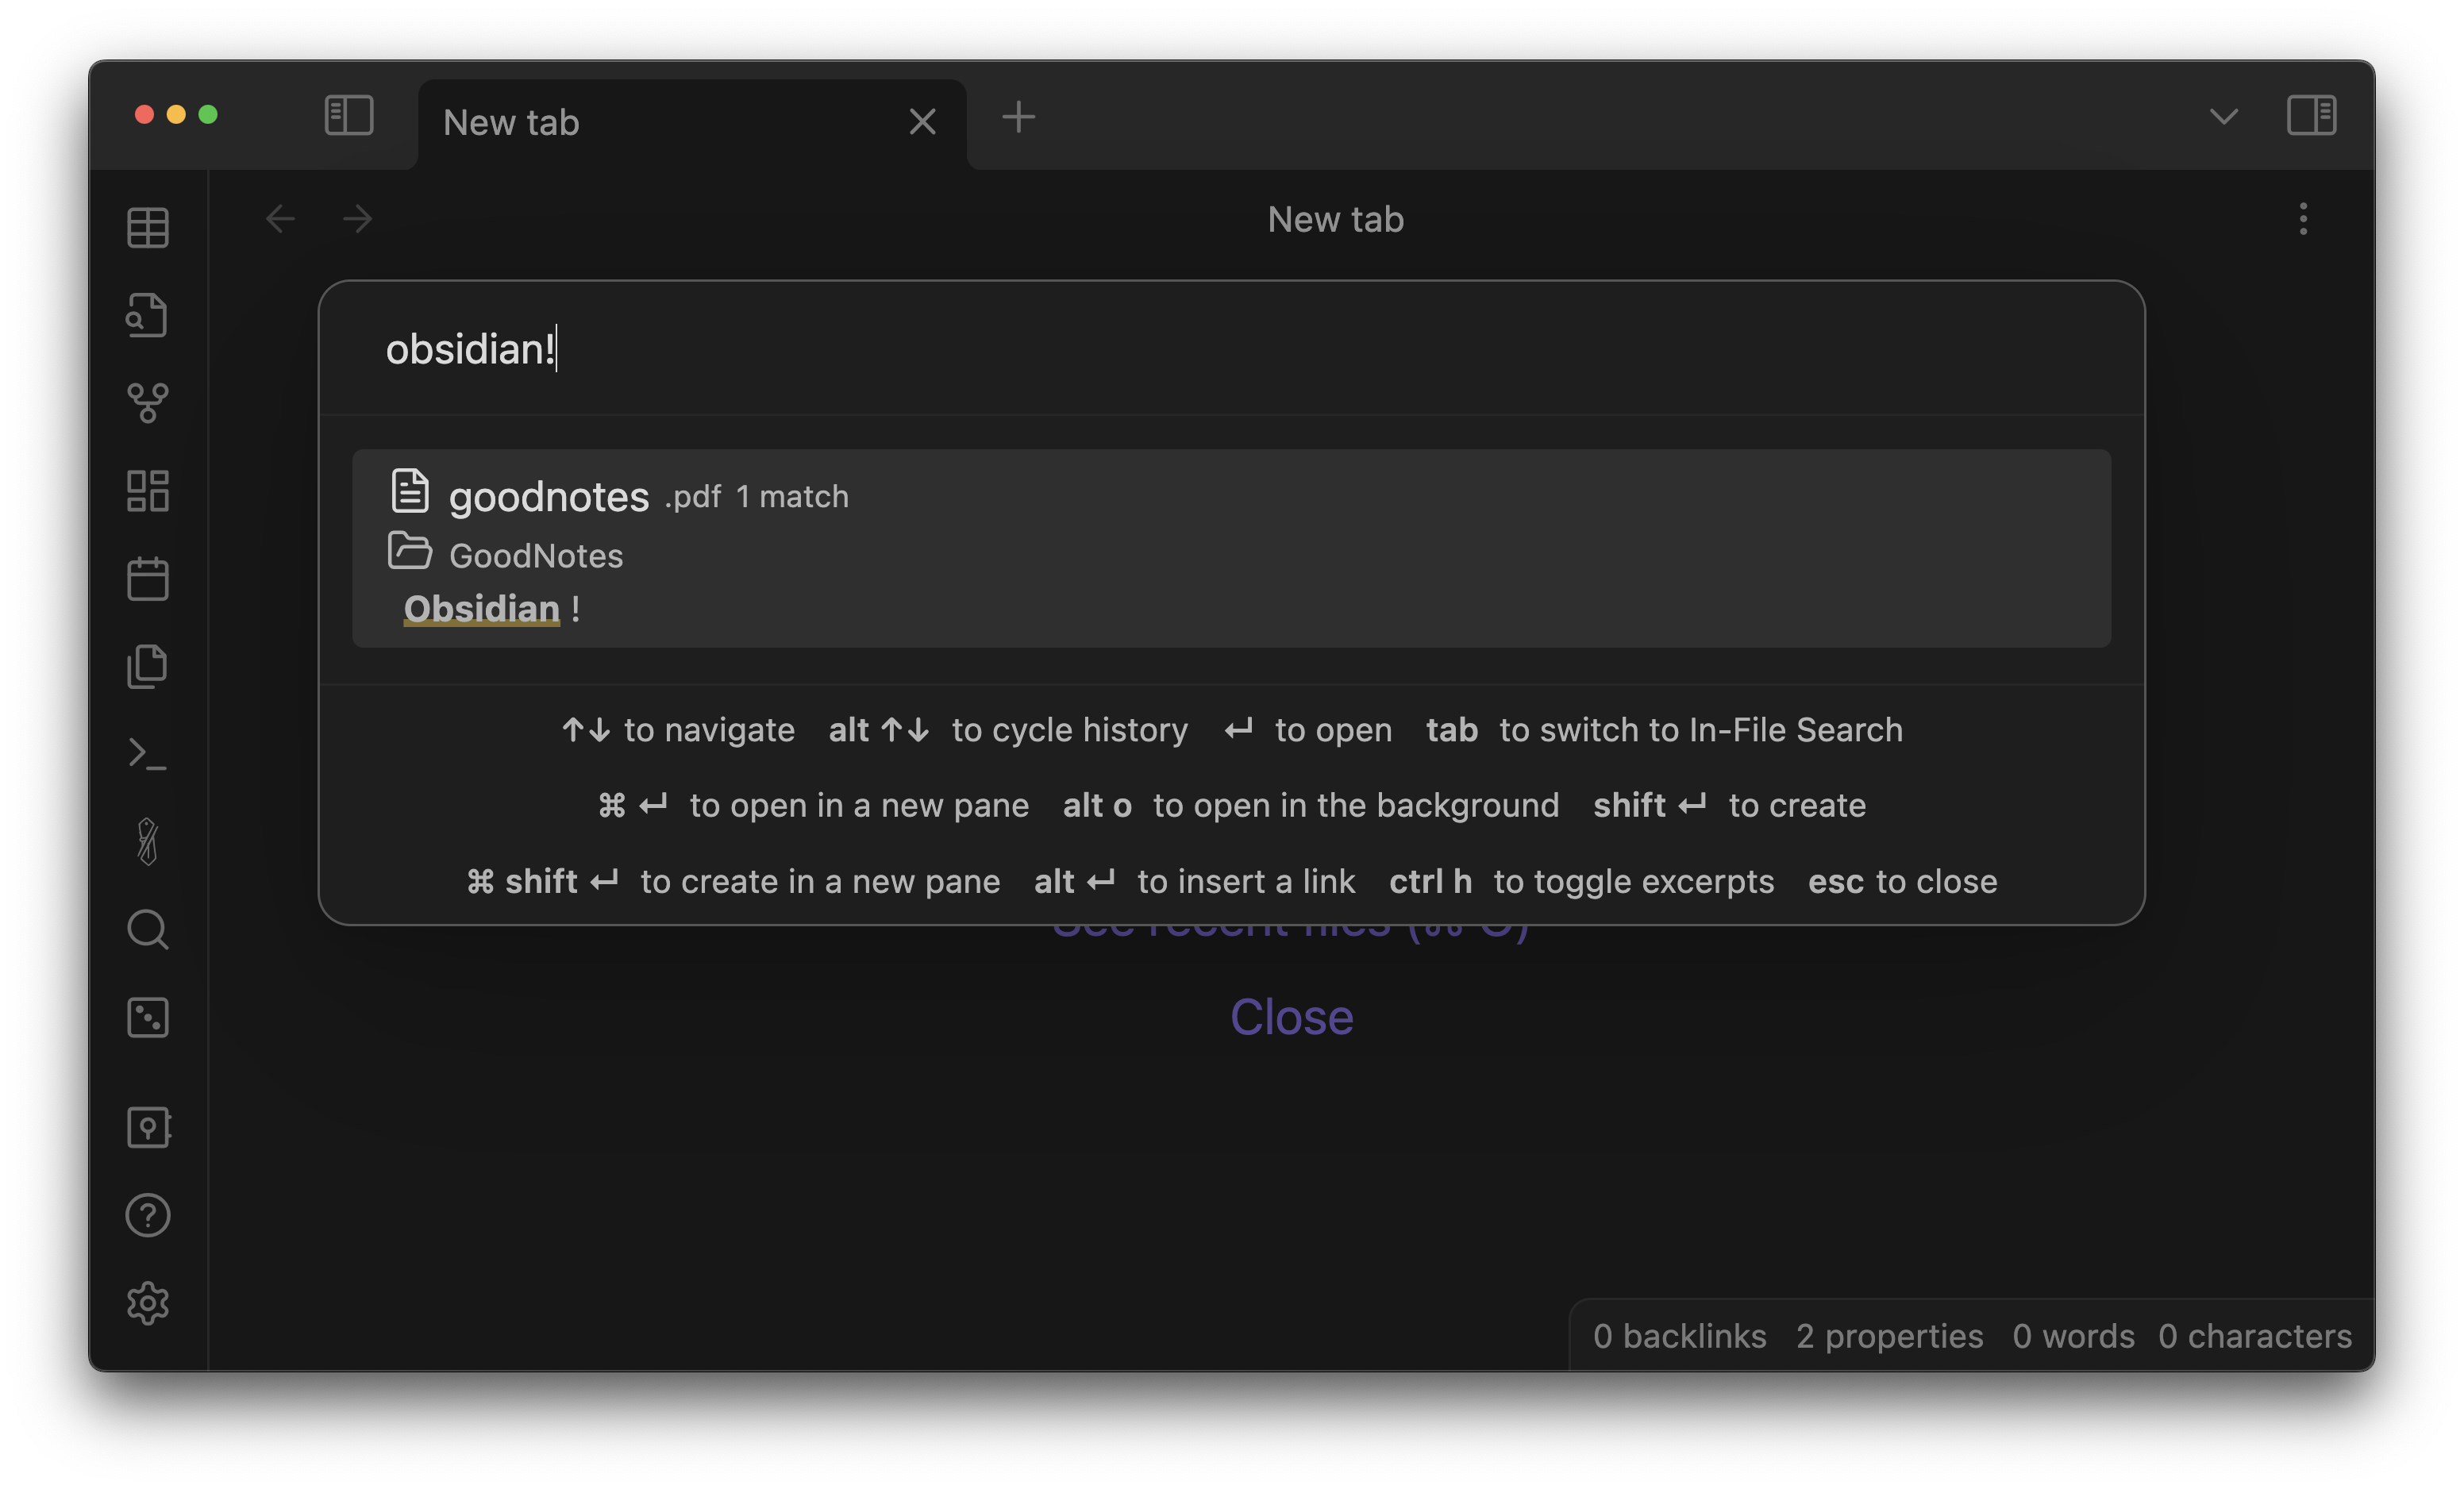 New tab
New tab
obsidian!
goodnotes .pdf 1 match
GoodNotes
Obsidian !
↑↓ to navigate alt ↑↓ to cycle history ↵ to open tab to switch to In-File Search
⌘ ↵ to open in a new pane alt o to open in the background shift ↵ to create
⌘ shift ↵ to create in a new pane alt ↵ to insert a link ctrl h to toggle excerpts esc to close
See recent files (⌘ O)
Close
0 backlinks 2 properties 0 words 0 characters